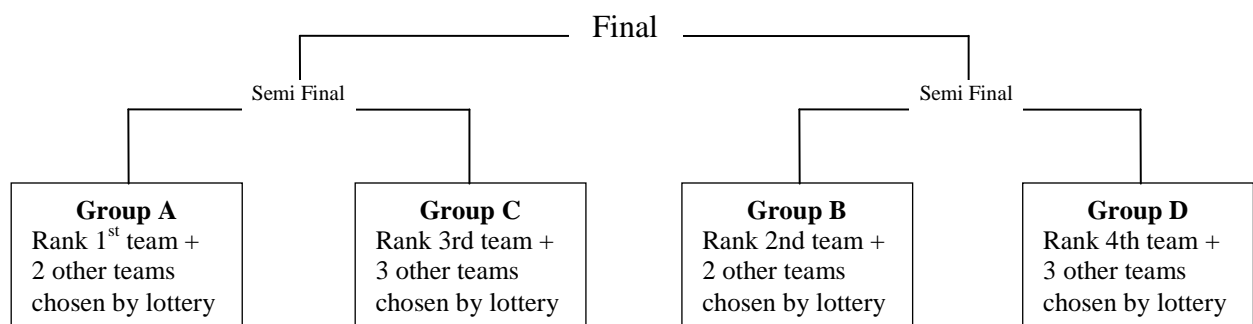 Final
Semi Final
Semi Final
Group A
Rank 1st team +
2 other teams
chosen by lottery
Group C
Rank 3rd team +
3 other teams
chosen by lottery
Group B
Rank 2nd team +
2 other teams
chosen by lottery
Group D
Rank 4th team +
3 other teams
chosen by lottery